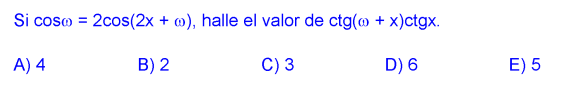 Si cosω = 2cos(2x + ω), halle el valor de ctg(ω + x)ctgx.
A) 4 B) 2 C) 3 D) 6 E) 5